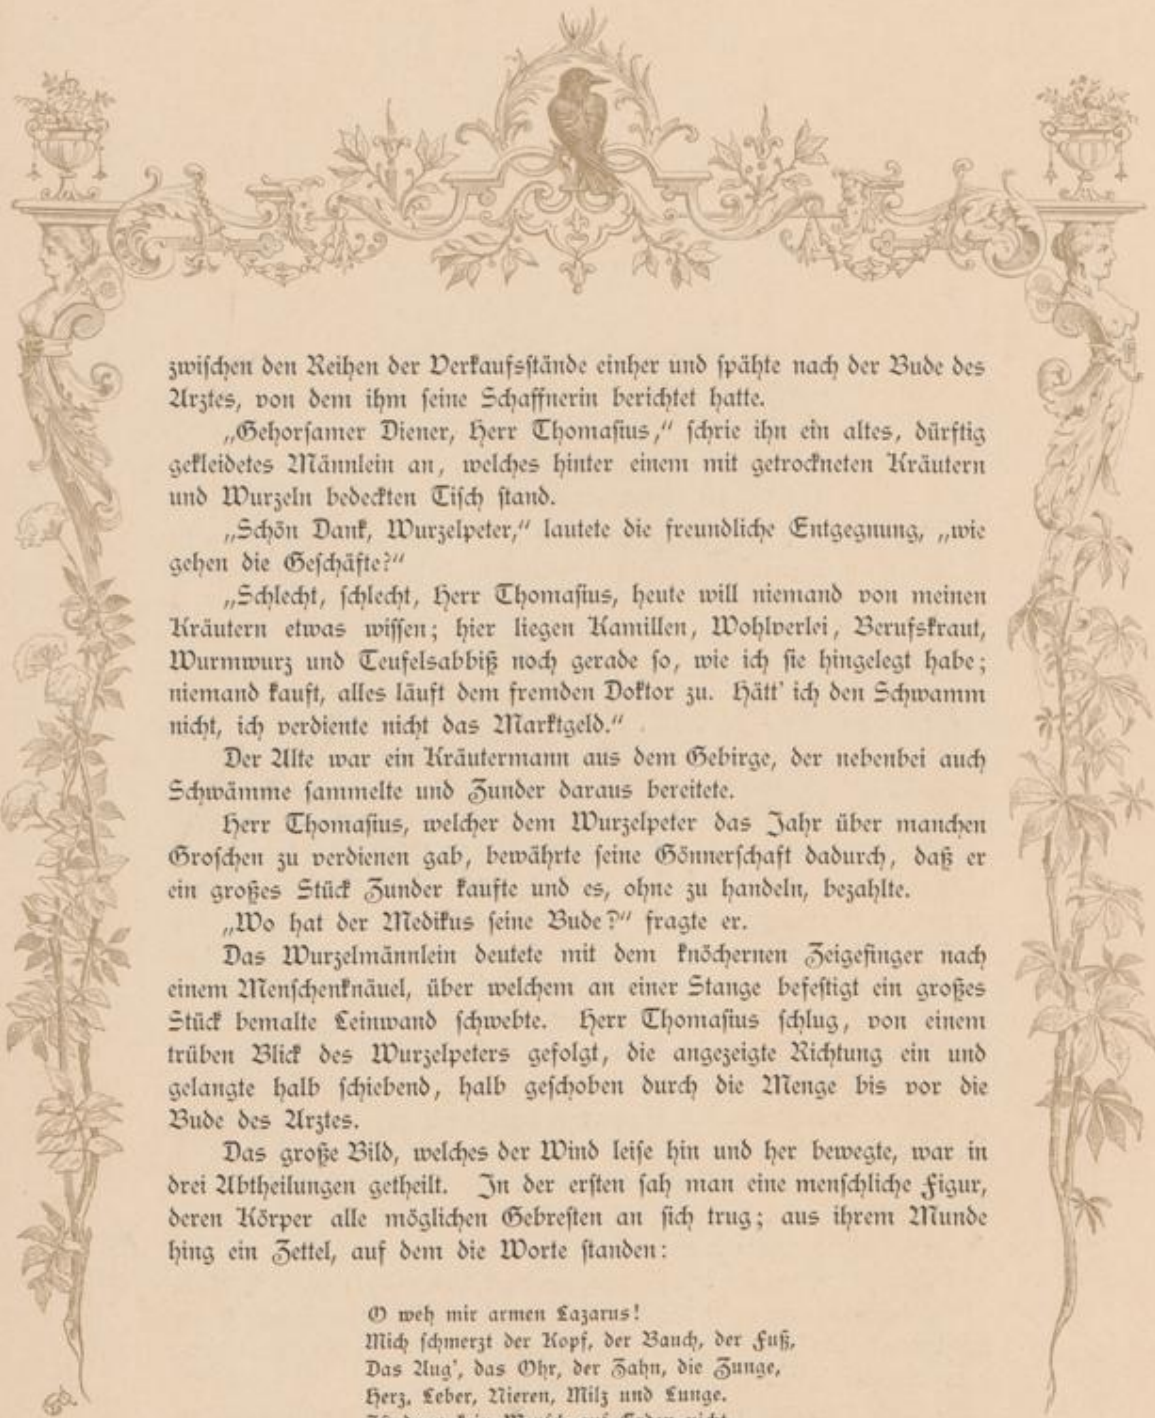 zwischen den Reihen der Verkaufsstände einher und spähte nach der Bude des
Arztes, von dem ihm seine Schaffnerin berichtet hatte.
„Gehorsamer Diener, Herr Thomasius,“ schrie ihn ein altes, dürftig
gekleidetes Männlein an, welches hinter einem mit getrockneten Kräutern
und Wurzeln bedeckten Tisch stand.
„Schön Dank, Wurzelpeter,“ lautete die freundliche Entgegnung, „wie
gehen die Geschäfte?“
„Schlecht, schlecht, Herr Thomasius, heute will niemand von meinen
Kräutern etwas wissen; hier liegen Kamillen, Wohlverlei, Berufskraut,
Wurmwurz und Teufelsabbiß noch gerade so, wie ich sie hingelegt habe;
niemand kauft, alles läuft dem fremden Doktor zu. Hätt' ich den Schwamm
nicht, ich verdiente nicht das Marktgeld.“
Der Alte war ein Kräutermann aus dem Gebirge, der nebenbei auch
Schwämme sammelte und Zunder daraus bereitete.
Herr Thomasius, welcher dem Wurzelpeter das Jahr über manchen
Groschen zu verdienen gab, bewährte seine Gönnerschaft dadurch, daß er
ein großes Stück Zunder kaufte und es, ohne zu handeln, bezahlte.
„Wo hat der Medikus seine Bude?“ fragte er.
Das Wurzelmännlein deutete mit dem knöchernen Zeigefinger nach
einem Menschenknäuel, über welchem an einer Stange befestigt ein großes
Stück bemalte Leinwand schwebte. Herr Thomasius schlug, von einem
trüben Blick des Wurzelpeters gefolgt, die angezeigte Richtung ein und
gelangte halb schiebend, halb geschoben durch die Menge bis vor die
Bude des Arztes.
Das große Bild, welches der Wind leise hin und her bewegte, war in
drei Abtheilungen getheilt. In der ersten sah man eine menschliche Figur,
deren Körper alle möglichen Gebresten an sich trug; aus ihrem Munde
hing ein Zettel, auf dem die Worte standen:
O weh mir armen Lazarus!
Mich schmerzt der Kopf, der Bauch, der Fuß,
Das Aug', das Ohr, der Zahn, die Zunge,
Herz, Leber, Nieren, Milz und Lunge.